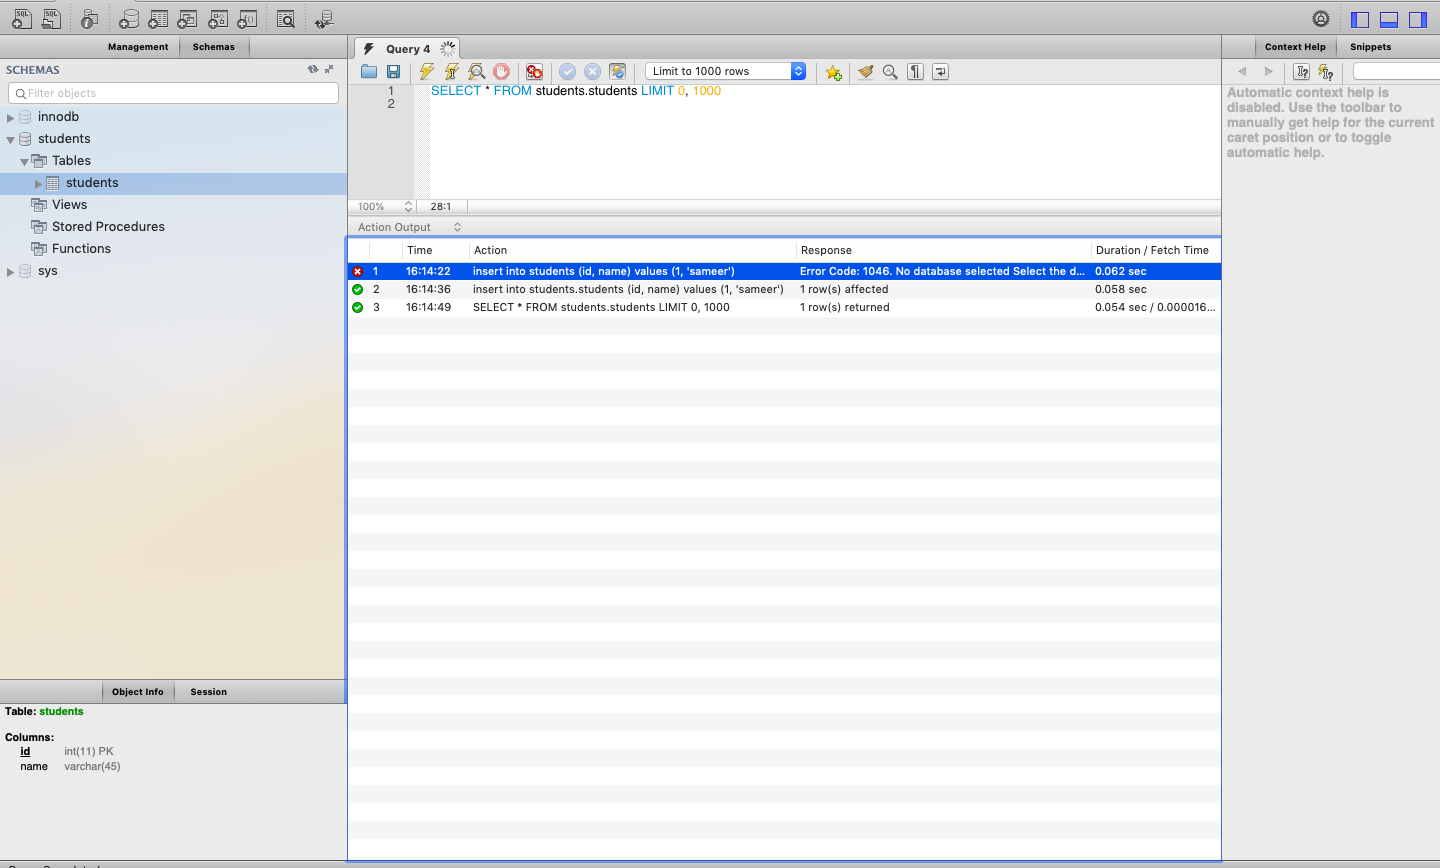 SQL
SQL
Management
Schemas
Query 4
Context Help
Snippets
SCHEMAS
Filter objects
innodb
students
Tables
students
Views
Stored Procedures
Functions
sys
Limit to 1000 rows
1 SELECT * FROM students.students LIMIT 0, 1000
2
Automatic context help is
disabled. Use the toolbar to
manually get help for the current
caret position or to toggle
automatic help.
100%
28:1
Action Output
Time Action Response Duration / Fetch Time
1 16:14:22 insert into students (id, name) values (1, 'sameer') Error Code: 1046. No database selected Select the d... 0.062 sec
2 16:14:36 insert into students.students (id, name) values (1, 'sameer') 1 row(s) affected 0.058 sec
3 16:14:49 SELECT * FROM students.students LIMIT 0, 1000 1 row(s) returned 0.054 sec / 0.000016...
Object Info
Session
Table: students
Columns:
id int(11) PK
name varchar(45)